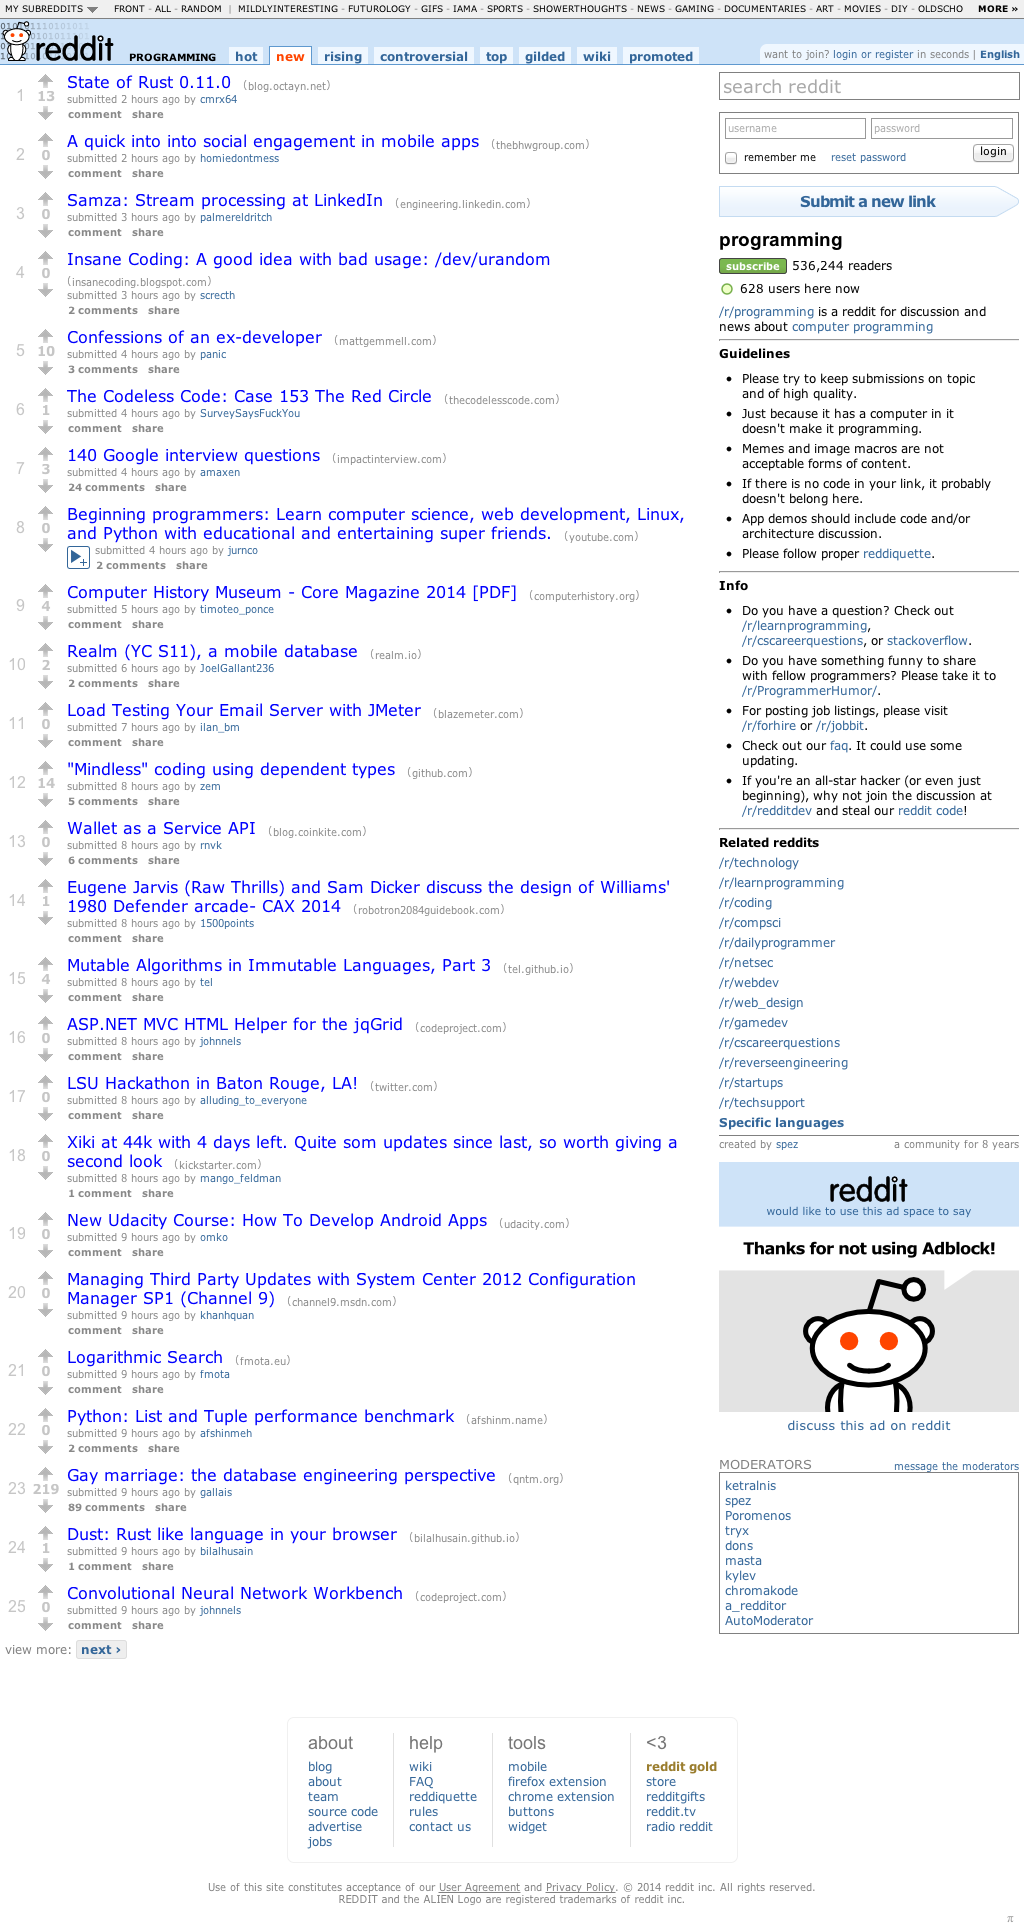 MY SUBREDDITS FRONT - ALL - RANDOM | MILDLYINTERESTING - FUTUROLOGY - GIFS - IAMA - SPORTS - SHOWERTHOUGHTS - NEWS - GAMING - DOCUMENTARIES - ART - MOVIES - DIY - OLDSCHO MORE »
reddit PROGRAMMING hot new rising controversial top gilded wiki promoted
want to join? login or register in seconds | English
1
13
State of Rust 0.11.0 (blog.octayn.net)
submitted 2 hours ago by cmrx64
comment share
2
0
A quick into into social engagement in mobile apps (thebhwgroup.com)
submitted 2 hours ago by homiedontmess
comment share
3
0
Samza: Stream processing at LinkedIn (engineering.linkedin.com)
submitted 3 hours ago by palmereldritch
comment share
4
0
Insane Coding: A good idea with bad usage: /dev/urandom
(insanecoding.blogspot.com)
submitted 3 hours ago by screcth
2 comments share
5
10
Confessions of an ex-developer (mattgemmell.com)
submitted 4 hours ago by panic
3 comments share
6
1
The Codeless Code: Case 153 The Red Circle (thecodelesscode.com)
submitted 4 hours ago by SurveySaysFuckYou
comment share
7
3
140 Google interview questions (impactinterview.com)
submitted 4 hours ago by amaxen
24 comments share
8
0
Beginning programmers: Learn computer science, web development, Linux,
and Python with educational and entertaining super friends. (youtube.com)
submitted 4 hours ago by jurnco
2 comments share
9
4
Computer History Museum - Core Magazine 2014 [PDF] (computerhistory.org)
submitted 5 hours ago by timoteo_ponce
comment share
10
2
Realm (YC S11), a mobile database (realm.io)
submitted 6 hours ago by JoelGallant236
2 comments share
11
0
Load Testing Your Email Server with JMeter (blazemeter.com)
submitted 7 hours ago by ilan_bm
comment share
12
14
"Mindless" coding using dependent types (github.com)
submitted 8 hours ago by zem
5 comments share
13
0
Wallet as a Service API (blog.coinkite.com)
submitted 8 hours ago by rnvk
6 comments share
14
1
Eugene Jarvis (Raw Thrills) and Sam Dicker discuss the design of Williams'
1980 Defender arcade- CAX 2014 (robotron2084guidebook.com)
submitted 8 hours ago by 1500points
comment share
15
4
Mutable Algorithms in Immutable Languages, Part 3 (tel.github.io)
submitted 8 hours ago by tel
comment share
16
0
ASP.NET MVC HTML Helper for the jqGrid (codeproject.com)
submitted 8 hours ago by johnnels
comment share
17
0
LSU Hackathon in Baton Rouge, LA! (twitter.com)
submitted 8 hours ago by alluding_to_everyone
comment share
18
0
Xiki at 44k with 4 days left. Quite som updates since last, so worth giving a
second look (kickstarter.com)
submitted 8 hours ago by mango_feldman
1 comment share
19
0
New Udacity Course: How To Develop Android Apps (udacity.com)
submitted 9 hours ago by omko
comment share
20
0
Managing Third Party Updates with System Center 2012 Configuration
Manager SP1 (Channel 9) (channel9.msdn.com)
submitted 9 hours ago by khanhquan
comment share
21
0
Logarithmic Search (fmota.eu)
submitted 9 hours ago by fmota
comment share
22
0
Python: List and Tuple performance benchmark (afshinm.name)
submitted 9 hours ago by afshinmeh
2 comments share
23
219
Gay marriage: the database engineering perspective (qntm.org)
submitted 9 hours ago by gallais
89 comments share
24
1
Dust: Rust like language in your browser (bilalhusain.github.io)
submitted 9 hours ago by bilalhusain
1 comment share
25
0
Convolutional Neural Network Workbench (codeproject.com)
submitted 9 hours ago by johnnels
comment share
view more: next ›
search reddit
username password
remember me reset password login
Submit a new link
programming
subscribe 536,244 readers
628 users here now
/r/programming is a reddit for discussion and
news about computer programming
Guidelines
• Please try to keep submissions on topic
and of high quality.
• Just because it has a computer in it
doesn't make it programming.
• Memes and image macros are not
acceptable forms of content.
• If there is no code in your link, it probably
doesn't belong here.
• App demos should include code and/or
architecture discussion.
• Please follow proper reddiquette.
Info
• Do you have a question? Check out
/r/learnprogramming,
/r/cscareerquestions, or stackoverflow.
• Do you have something funny to share
with fellow programmers? Please take it to
/r/ProgrammerHumor/.
• For posting job listings, please visit
/r/forhire or /r/jobbit.
• Check out our faq. It could use some
updating.
• If you're an all-star hacker (or even just
beginning), why not join the discussion at
/r/redditdev and steal our reddit code!
Related reddits
/r/technology
/r/learnprogramming
/r/coding
/r/compsci
/r/dailyprogrammer
/r/netsec
/r/webdev
/r/web_design
/r/gamedev
/r/cscareerquestions
/r/reverseengineering
/r/startups
/r/techsupport
Specific languages
created by spez a community for 8 years
reddit
would like to use this ad space to say
Thanks for not using Adblock!
discuss this ad on reddit
MODERATORS message the moderators
ketralnis
spez
Poromenos
tryx
dons
masta
kylev
chromakode
a_redditor
AutoModerator
about
blog
about
team
source code
advertise
jobs
help
wiki
FAQ
reddiquette
rules
contact us
tools
mobile
firefox extension
chrome extension
buttons
widget
<3
reddit gold
store
redditgifts
reddit.tv
radio reddit
Use of this site constitutes acceptance of our User Agreement and Privacy Policy. © 2014 reddit inc. All rights reserved.
REDDIT and the ALIEN Logo are registered trademarks of reddit inc.
π